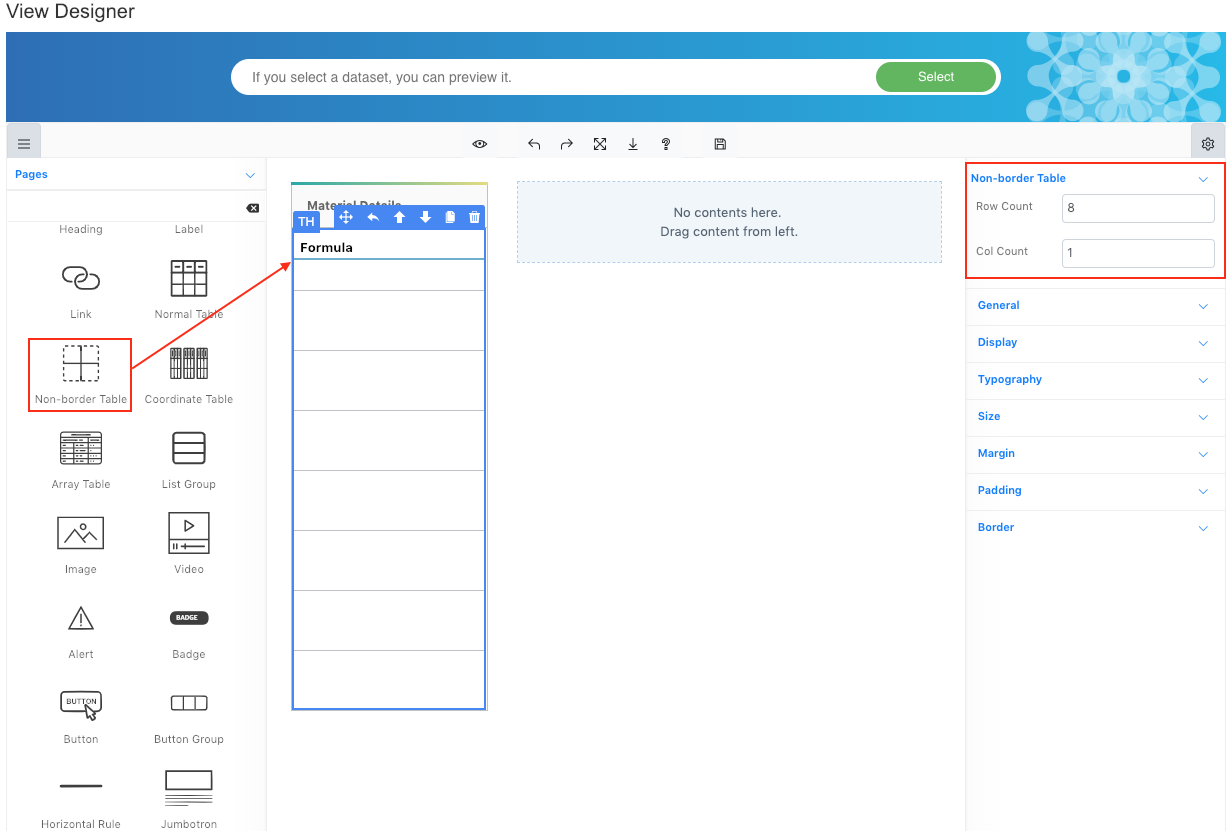 View Designer
If you select a dataset, you can preview it.
Select
Pages
Heading
Label
Link
Normal Table
Non-border Table
Coordinate Table
Array Table
List Group
Image
Video
Alert
BADGE
Badge
BUTTON
Button
Button Group
Horizontal Rule
Jumbotron
Material Details
TH
Formula
No contents here.
Drag content from left.
Non-border Table
Row Count
8
Col Count
1
General
Display
Typography
Size
Margin
Padding
Border